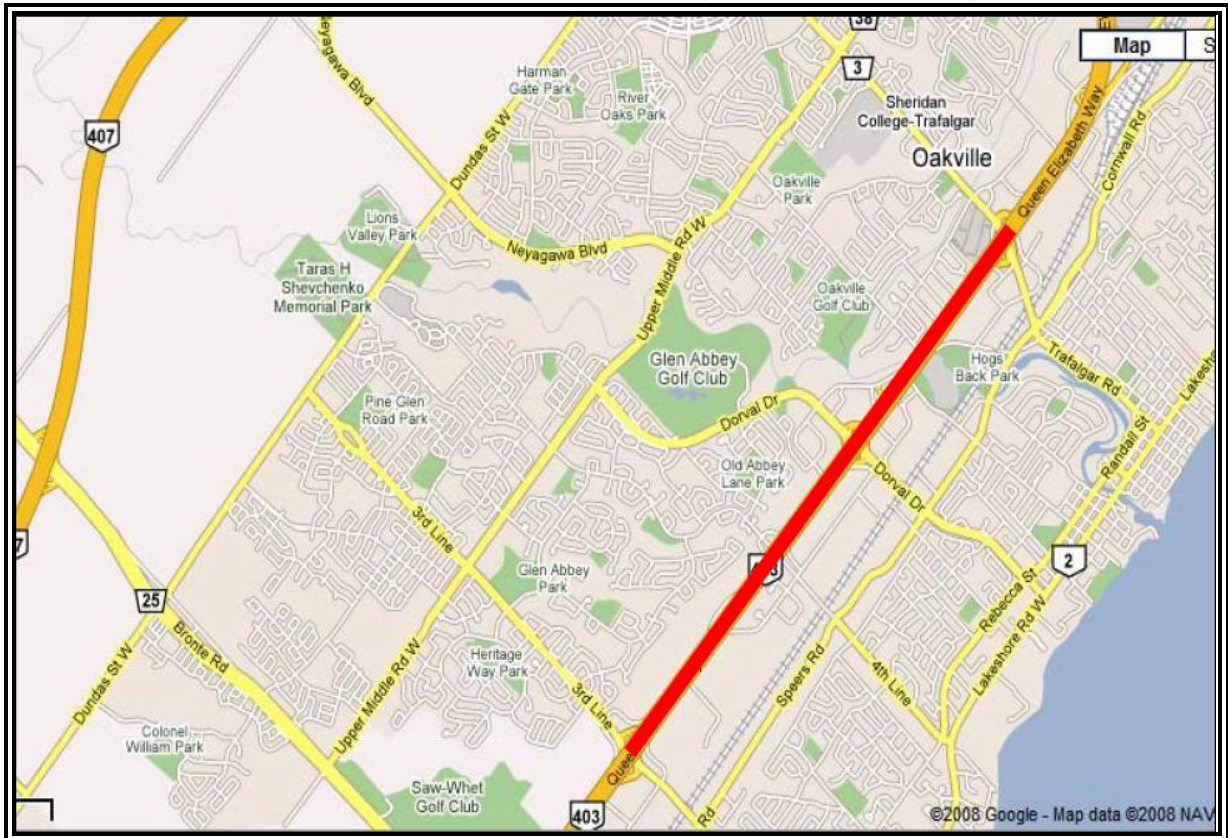 38
Map
S
3
Neyagawa Blvd
Harman
Gate Park
River
Oaks Park
Sheridan
College-Trafalgar
Oakville
407
Dundas St W
Queen Elizabeth Way
Cornwall Rd
Oakville
Park
Lions
Valley Park
Neyagawa Blvd
Upper Middle Rd W
Taras H
Shevchenko
Memorial Park
Oakville
Golf Club
Glen Abbey
Golf Club
Hogs
Back Park
Trafalgar Rd
Lakesho
Pine Glen
Road Park
Dorval Dr
Randall St
Old Abbey
Lane Park
Dorval Dr
3rd Line
7
Glen Abbey
Park
2
25
Rebecca St
Bronte Rd
Lakeshore Rd W
Heritage
Way Park
Speers Rd
4th Line
3rd Line
Dundas St W
Upper Middle Rd W
Colonel
William Park
Quee
Saw-Whet
Golf Club
403
Rd
©2008 Google - Map data ©2008 NAV